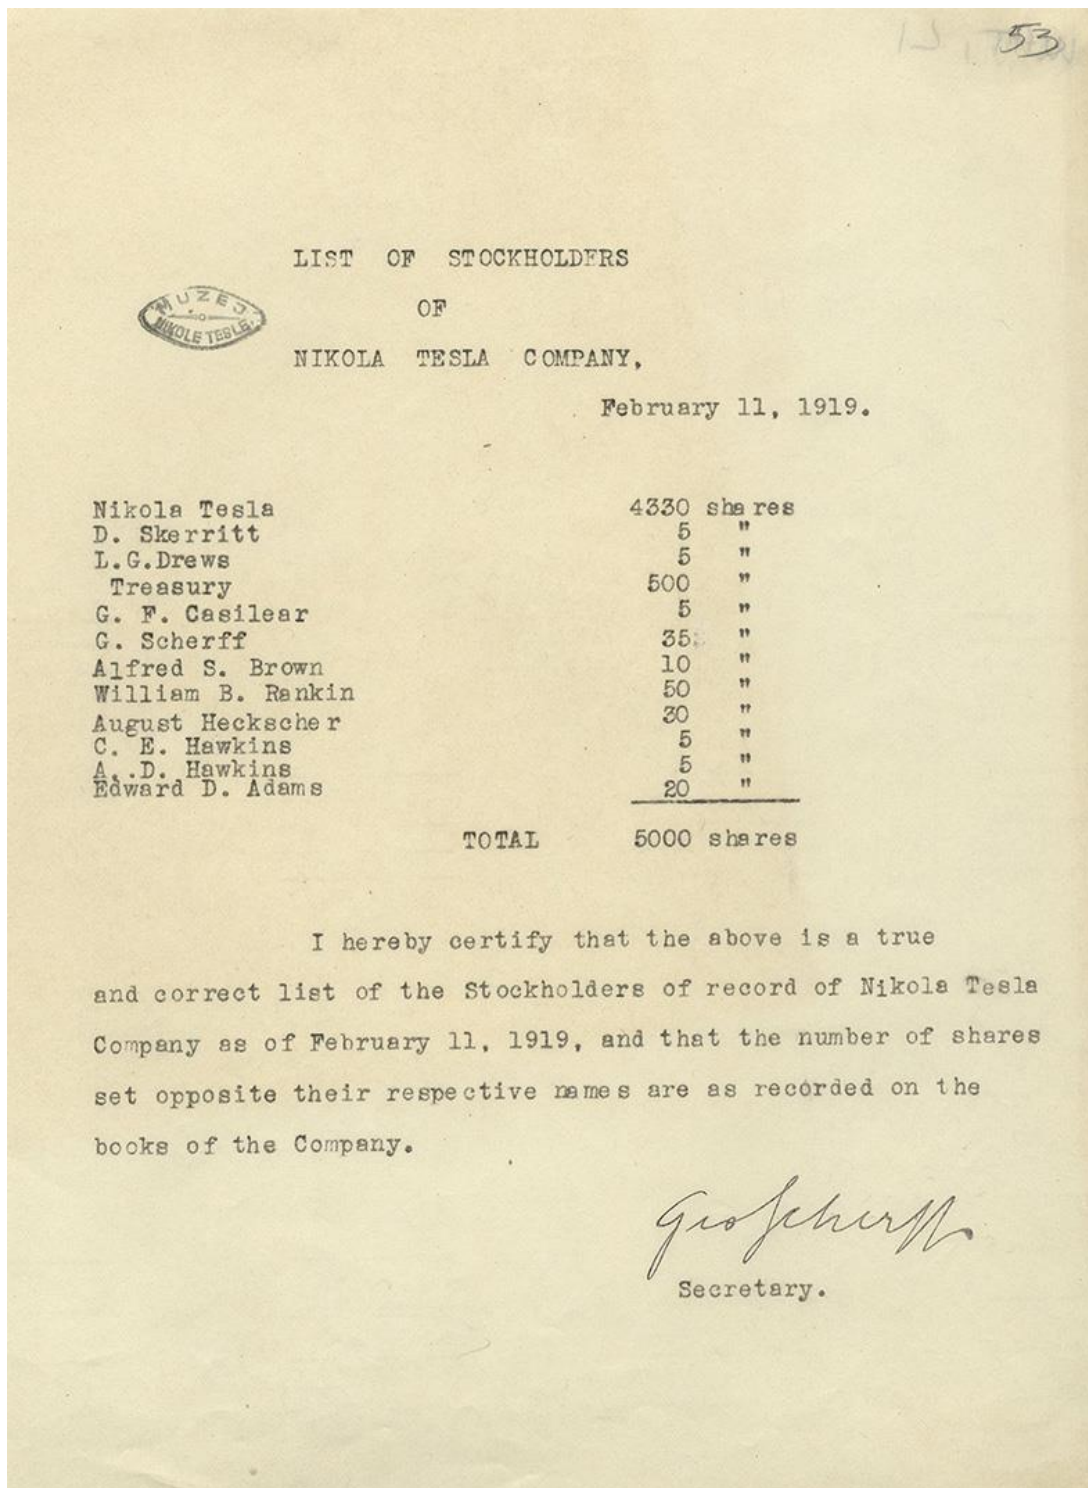 53
LIST OF STOCKHOLDERS
MUZEJ
NIKOLE TESLE.
OF
NIKOLA TESLA COMPANY,
February 11, 1919.
Nikola Tesla 4330 shares
D. Skerritt 5 "
L.G.Drews 5 "
Treasury 500 "
G. F. Casilear 5 "
G. Scherff 35 "
Alfred S. Brown 10 "
William B. Rankin 50 "
August Heckscher 30 "
C. E. Hawkins 5 "
A. D. Hawkins 5 "
Edward D. Adams 20 "
TOTAL 5000 shares
I hereby certify that the above is a true
and correct list of the Stockholders of record of Nikola Tesla
Company as of February 11, 1919, and that the number of shares
set opposite their respective names are as recorded on the
books of the Company.
Geo Scherff
Secretary.